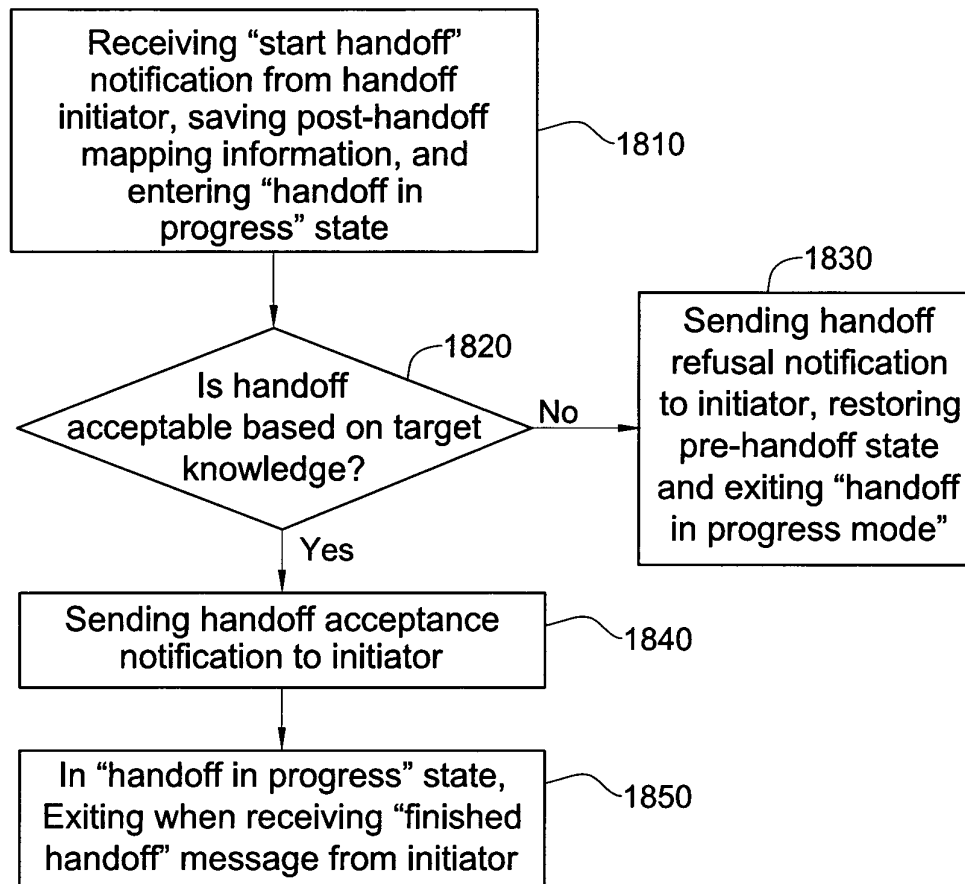 Receiving “start handoff”
notification from handoff
initiator, saving post-handoff
mapping information, and
entering “handoff in
progress” state
1810
1820
Is handoff
acceptable based on target
knowledge?
No
Yes
1830
Sending handoff
refusal notification
to initiator, restoring
pre-handoff state
and exiting “handoff
in progress mode”
Sending handoff acceptance
notification to initiator
1840
In “handoff in progress” state,
Exiting when receiving “finished
handoff” message from initiator
1850